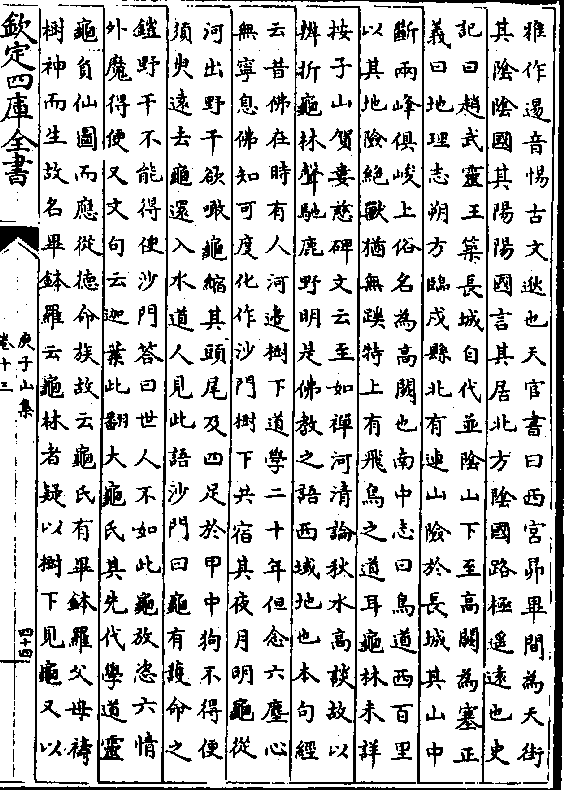 雅作遏音惕古文逖也天官書曰西宫昴畢間為天街
其陰陰國其陽陽國言其居北方陰國路極遥遠也史
記曰趙武靈王築長城自代並陰山下至高闕為塞正
義曰地理志朔方臨戎縣北有連山險於長城其山中
斷兩峰俱峻上俗名為高闕也南中志曰鳥道西百里
以其地險絶獸猶無蹊特上有飛鳥之道耳龜林未詳
按子山賀婁慈碑文云至如禪河清論秋水高談故以
辨折龜林聲馳鹿野明是佛教之語西域地也本句經
云昔佛在時有人河邉樹下道學二十年但念六塵心
無寧息佛知可度化作沙門樹下共宿其夜月明龜從
河出野干欲噉龜縮其頭尾及四足於甲中狗不得便
須㬰遠去龜還入水道人見此語沙門曰龜有護命之
鎧野干不能得便沙門答曰世人不如此龜放恣六情
外魔得便又文句云迦葉此翻大龜氏其先代學道靈
龜負仙圖而應從德命族故云龜氏有畢鉢羅父母禱
樹神而生故名畢鉢羅云龜林者疑以樹下見龜又以
欽定四庫全書
庾子山集
卷十三
四十四